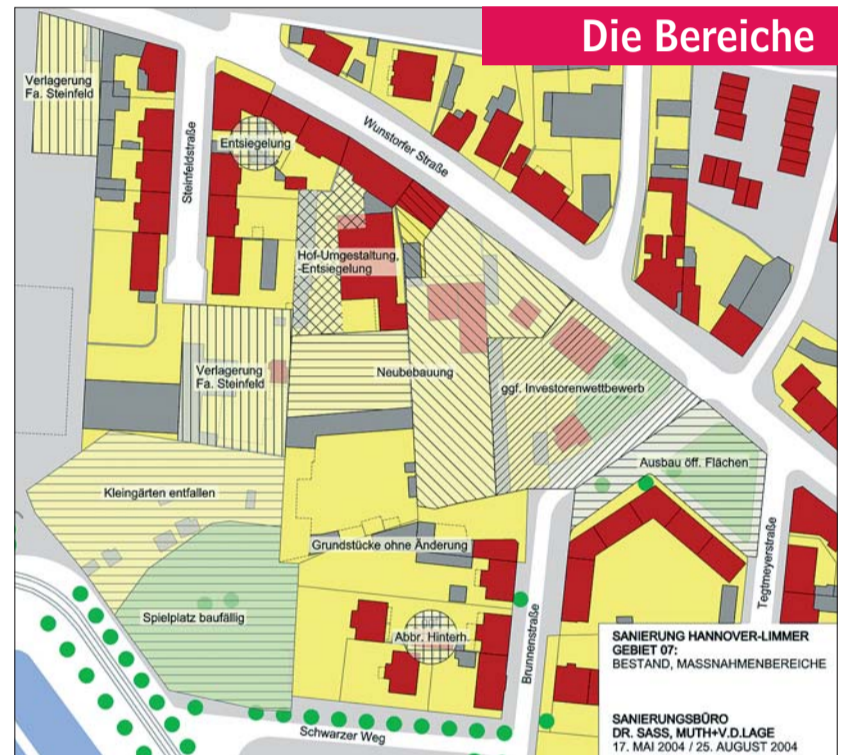 Die Bereiche
Verlagerung
Fa. Steinfeld
Steinfeldstraße
Entsiegelung
Wunstorfer Straße
Hof-Umgestaltung,
-Entsiegelung
Verlagerung
Fa. Steinfeld
Neubebauung
ggf. Investorenwettbewerb
Ausbau öff. Flächen
Kleingärten entfallen
Grundstücke ohne Änderung
Spielplatz baufällig
Abbr. Hinterh.
Brunnenstraße
Tegtmeyerstraße
Schwarzer Weg
SANIERUNG HANNOVER-LIMMER
GEBIET 07:
BESTAND, MASSNAHMENBEREICHE
SANIERUNGSBÜRO
DR. SASS, MUTH+V.D.LAGE
17. MAI 2004 / 25. AUGUST 2004